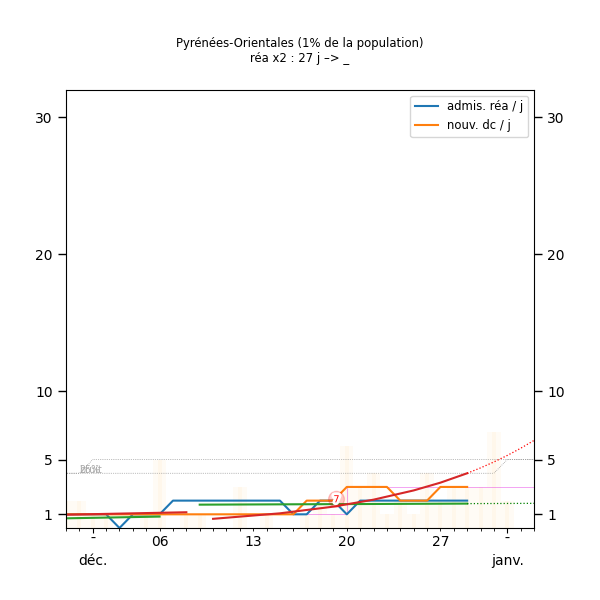 Pyrénées-Orientales (1% de la population)
réa x2 : 27 j –> _
admis. réa / j
nouv. dc / j
30 30
20 20
10 10
5 5
1 1
7
- 06 13 20 27 -
déc. janv.